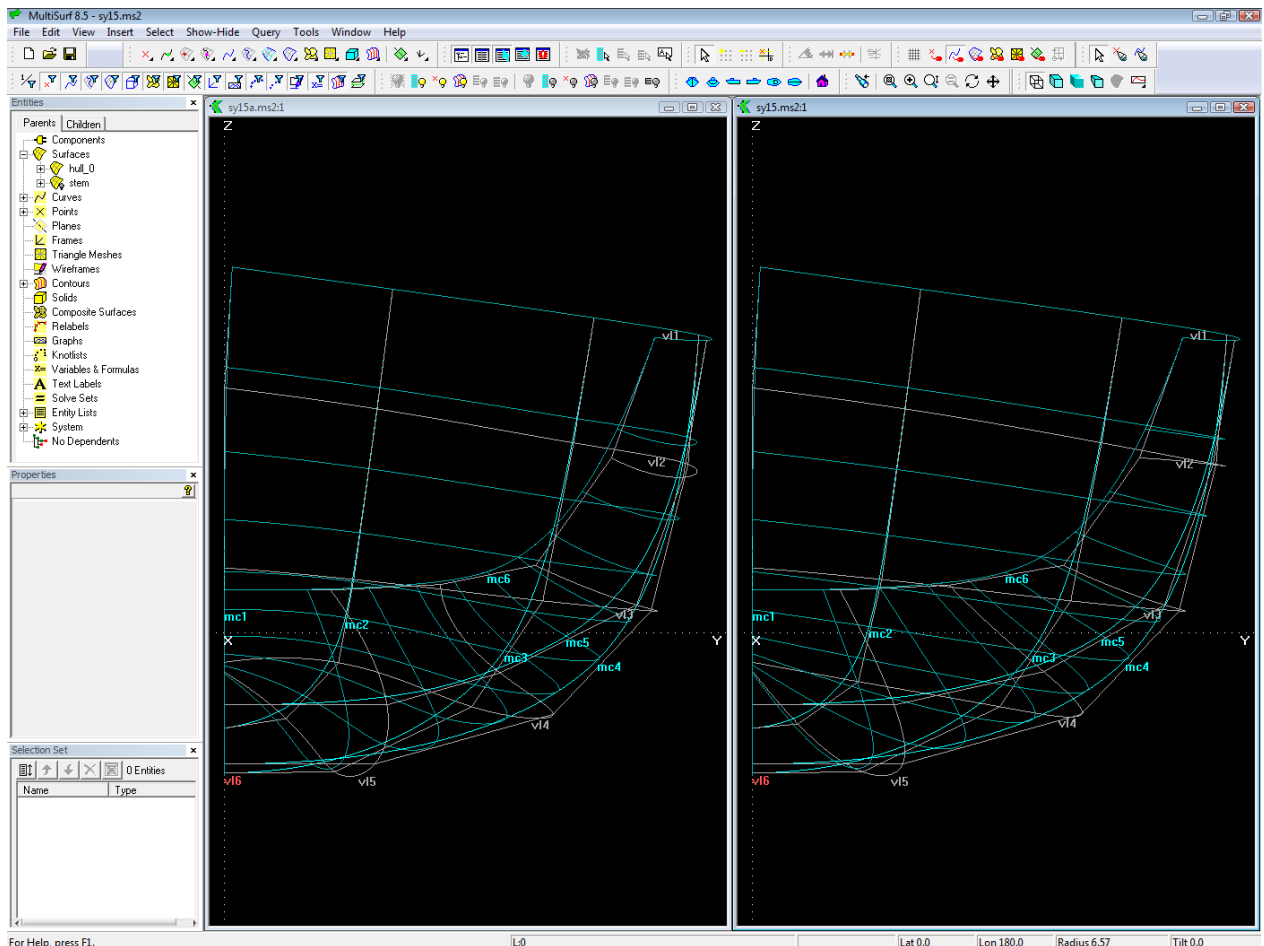 MultiSurf 8.5 - sy15.ms2
File Edit View Insert Select Show-Hide Query Tools Window Help
Entities
Parents Children
Components
Surfaces
hull_0
stem
Curves
Points
Planes
Frames
Triangle Meshes
Wireframes
Contours
Solids
Composite Surfaces
Relabels
Graphs
Knotlists
Variables & Formulas
Text Labels
Solve Sets
Entity Lists
System
No Dependents
Properties
Selection Set
0 Entities
Name Type
sy15a.ms2:1
Z
vl1
vl2
mc6
mc1
vl3
mc2
X
mc5
Y
mc3
mc4
vl4
vl6
vl5
sy15.ms2:1
Z
vl1
vl2
mc6
mc1
vl3
mc2
X
mc5
Y
mc3
mc4
vl4
vl6
vl5
For Help, press F1.
L:0
Lat 0.0
Lon 180.0
Radius 6.57
Tilt 0.0